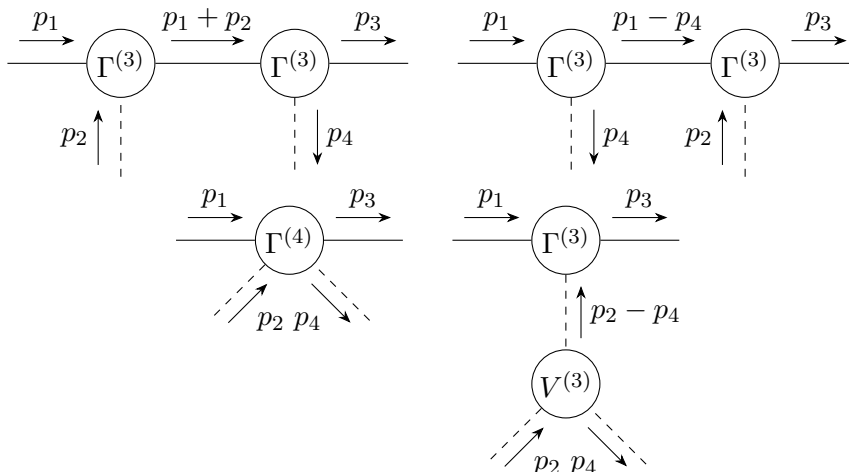 p₁ p₁ + p₂ p₃ p₁ p₁ − p₄ p₃
Γ⁽³⁾ Γ⁽³⁾ Γ⁽³⁾ Γ⁽³⁾
p₂ p₄ p₄ p₂
p₁ p₃ p₁ p₃
Γ⁽⁴⁾ Γ⁽³⁾
p₂ p₄ p₂ − p₄
V⁽³⁾
p₂ p₄